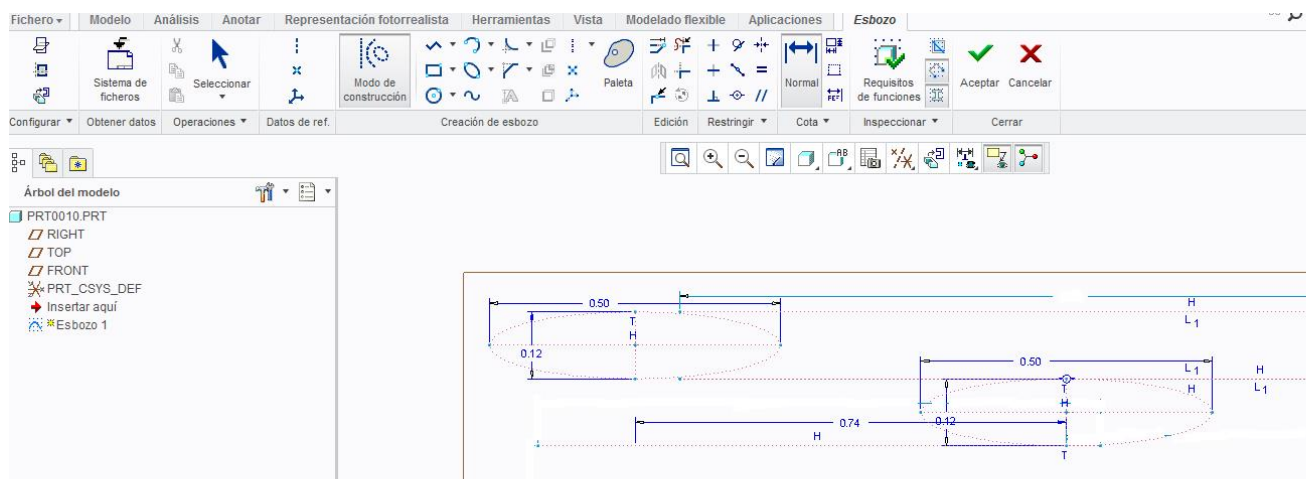 Fichero Modelo Análisis Anotar Representación fotorrealista Herramientas Vista Modelado flexible Aplicaciones Esbozo
Sistema de ficheros
Seleccionar
Modo de construcción
Paleta
Normal
Requisitos de funciones
Aceptar Cancelar
Configurar Obtener datos Operaciones Datos de ref. Creación de esbozo Edición Restringir Cota Inspeccionar Cerrar
Árbol del modelo
PRT0010.PRT
RIGHT
TOP
FRONT
PRT_CSYS_DEF
Insertar aquí
Esbozo 1
0.50 H
T L1
H
0.12 0.50 L1 H
T H L1
H
0.74 0.12
H
T